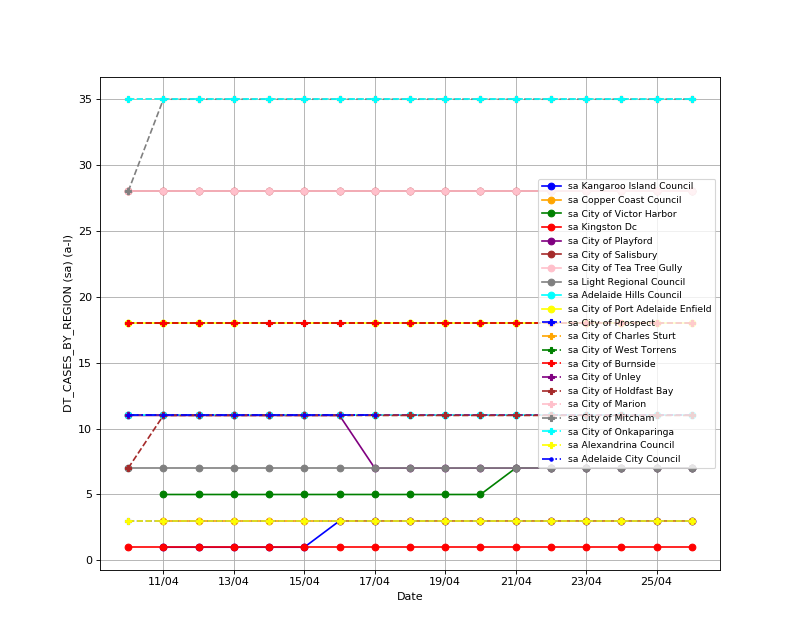 35
30
25
20
15
10
5
0
DT_CASES_BY_REGION (sa) (a-l)
11/04
13/04
15/04
17/04
19/04
21/04
23/04
25/04
Date
sa Kangaroo Island Council
sa Copper Coast Council
sa City of Victor Harbor
sa Kingston Dc
sa City of Playford
sa City of Salisbury
sa City of Tea Tree Gully
sa Light Regional Council
sa Adelaide Hills Council
sa City of Port Adelaide Enfield
sa City of Prospect
sa City of Charles Sturt
sa City of West Torrens
sa City of Burnside
sa City of Unley
sa City of Holdfast Bay
sa City of Marion
sa City of Mitcham
sa City of Onkaparinga
sa Alexandrina Council
sa Adelaide City Council